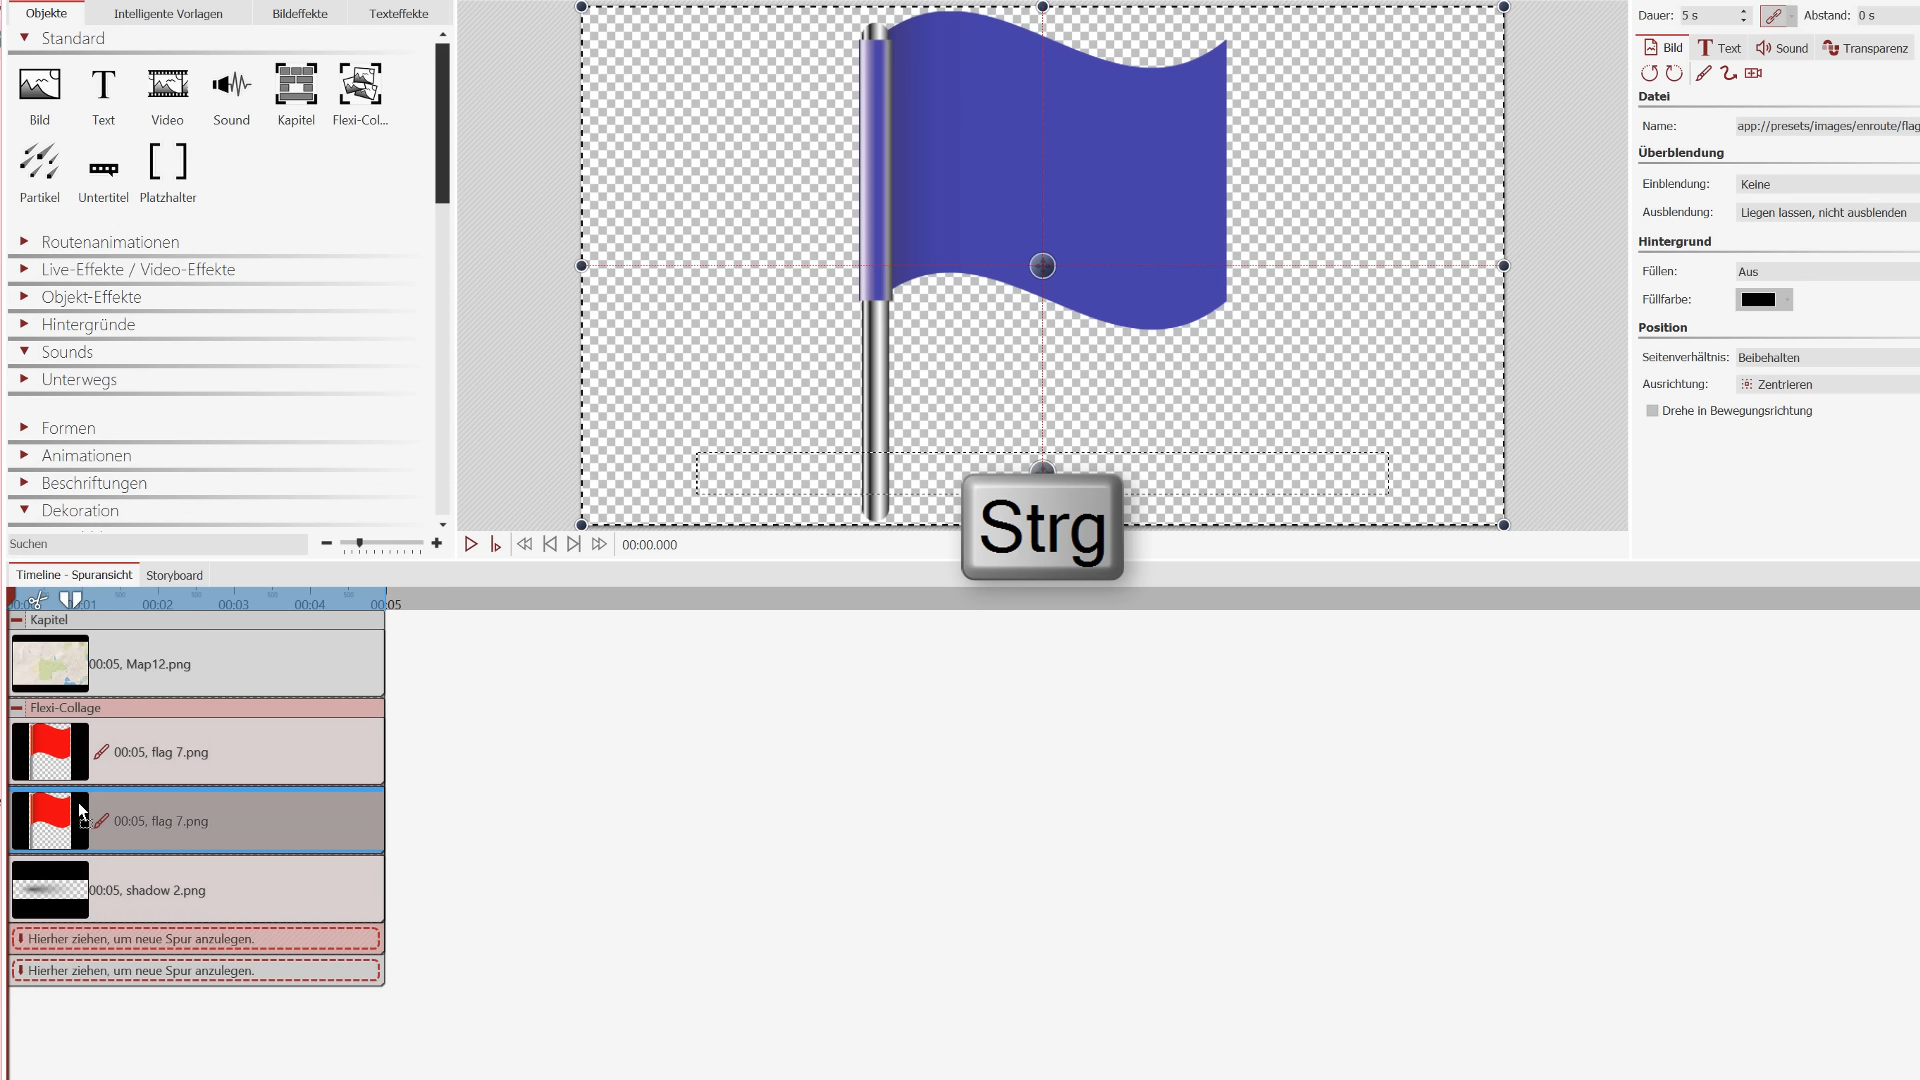 Objekte
Intelligente Vorlagen
Bildeffekte
Texteffekte
Standard
Bild
Text
Video
Sound
Kapitel
Flexi-Col...
Partikel
Untertitel
Platzhalter
Routenanimationen
Live-Effekte / Video-Effekte
Objekt-Effekte
Hintergründe
Sounds
Unterwegs
Formen
Animationen
Beschriftungen
Dekoration
Suchen
00:00.000
Strg
Dauer: 5 s
Abstand: 0 s
Bild
Text
Sound
Transparenz
Datei
Name: app://presets/images/enroute/flag
Überblendung
Einblendung: Keine
Ausblendung: Liegen lassen, nicht ausblenden
Hintergrund
Füllen: Aus
Füllfarbe:
Position
Seitenverhältnis: Beibehalten
Ausrichtung: Zentrieren
Drehe in Bewegungsrichtung
Timeline - Spuransicht
Storyboard
00:02 00:03 00:04 00:05
Kapitel
00:05, Map12.png
Flexi-Collage
00:05, flag 7.png
00:05, flag 7.png
00:05, shadow 2.png
Hierher ziehen, um neue Spur anzulegen.
Hierher ziehen, um neue Spur anzulegen.